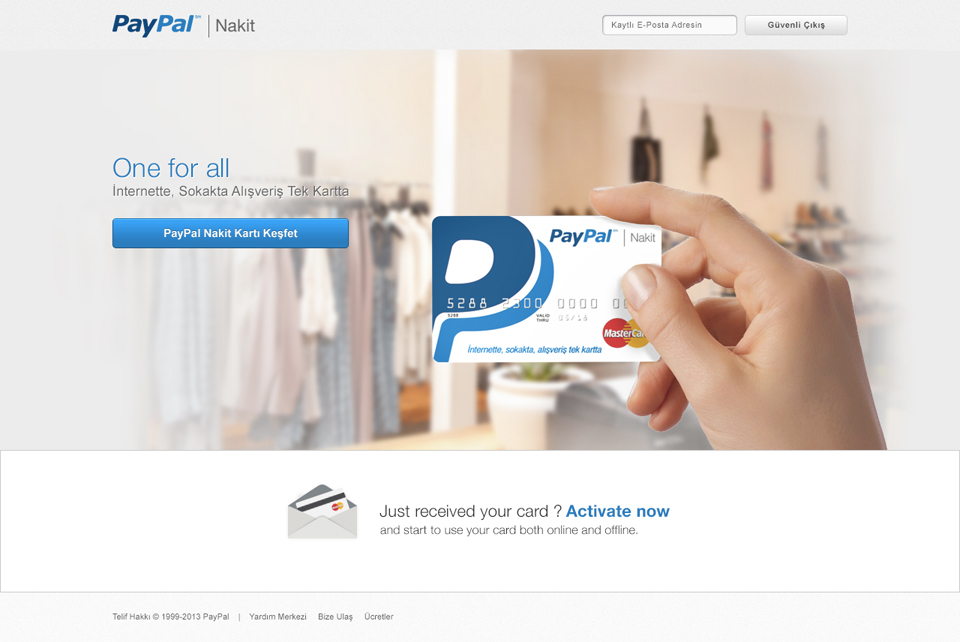 PayPal™ | Nakit
Kaytlı E-Posta Adresin
Güvenli Çıkış
One for all
İnternette, Sokakta Alışveriş Tek Kartta
PayPal Nakit Kartı Keşfet
PayPal™ | Nakit
5288 2300 0000
5288
VALID THRU
MasterCard
İnternette, sokakta, alışveriş tek kartta
Just received your card ? Activate now
and start to use your card both online and offline.
Telif Hakkı © 1999-2013 PayPal | Yardım Merkezi Bize Ulaş Ücretler